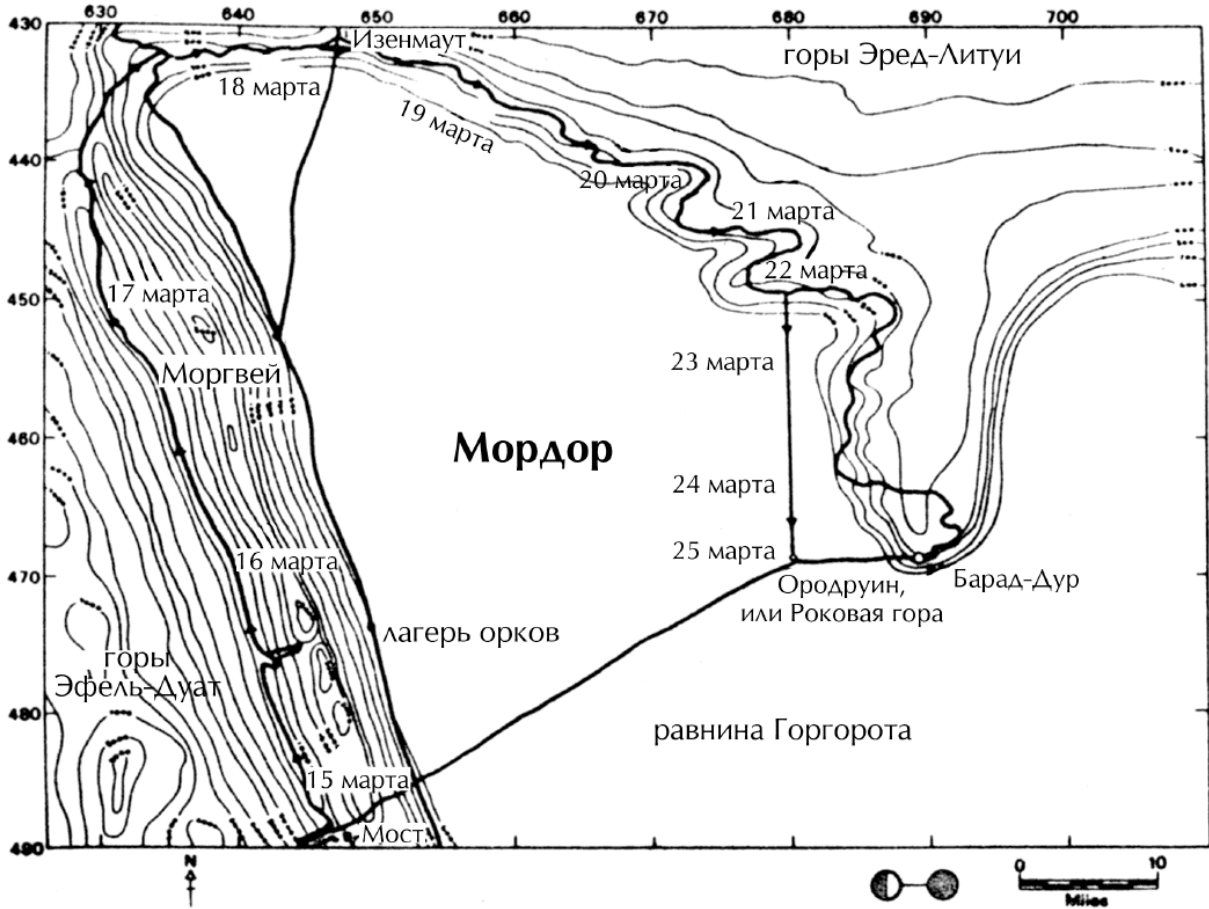 630 640 650 660 670 680 690 700
430
Изенмаут
горы Эред-Литуи
18 марта
19 марта
440
20 марта
21 марта
22 марта
450
17 марта
23 марта
Моргвей
460
Мордор
24 марта
16 марта
25 марта
470
Ородруин,
или Роковая гора
Барад-Дур
лагерь орков
горы
Эфель-Дуат
480
равнина Горгорота
15 марта
Мост
490
N
0 10
Miles